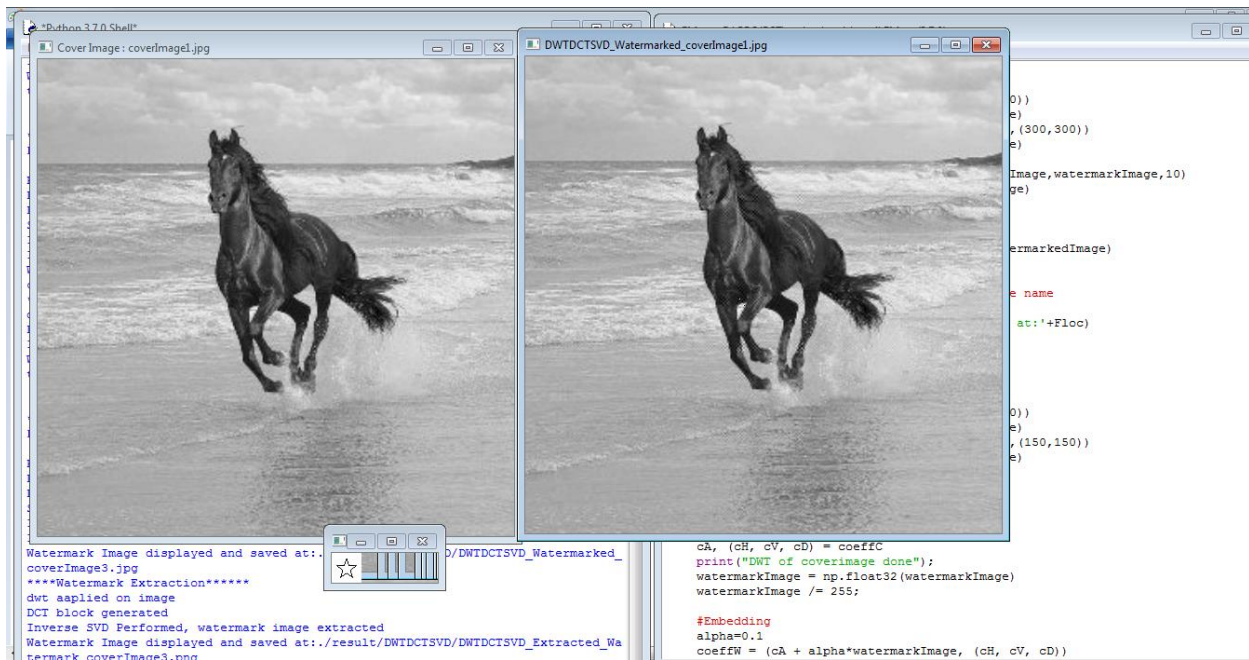 *Python 3.7.0 Shell*
Cover Image : coverImage1.jpg
DWTDCTSVD_Watermarked_coverImage1.jpg
0))
e)
,(300,300))
e)
Image,watermarkImage,10)
ge)
ermarkedImage)
e name
at:'+Floc)
0))
e)
,(150,150))
e)
Watermark Image displayed and saved at:.
D/DWTDCTSVD_Watermarked_
coverImage3.jpg
****Watermark Extraction******
dwt aaplied on image
DCT block generated
Inverse SVD Performed, watermark image extracted
Watermark Image displayed and saved at:./result/DWTDCTSVD/DWTDCTSVD_Extracted_Wa
termark_coverImage3.png
cA, (cH, cV, cD) = coeffC
print("DWT of coverimage done");
watermarkImage = np.float32(watermarkImage)
watermarkImage /= 255;
#Embedding
alpha=0.1
coeffW = (cA + alpha*watermarkImage, (cH, cV, cD))